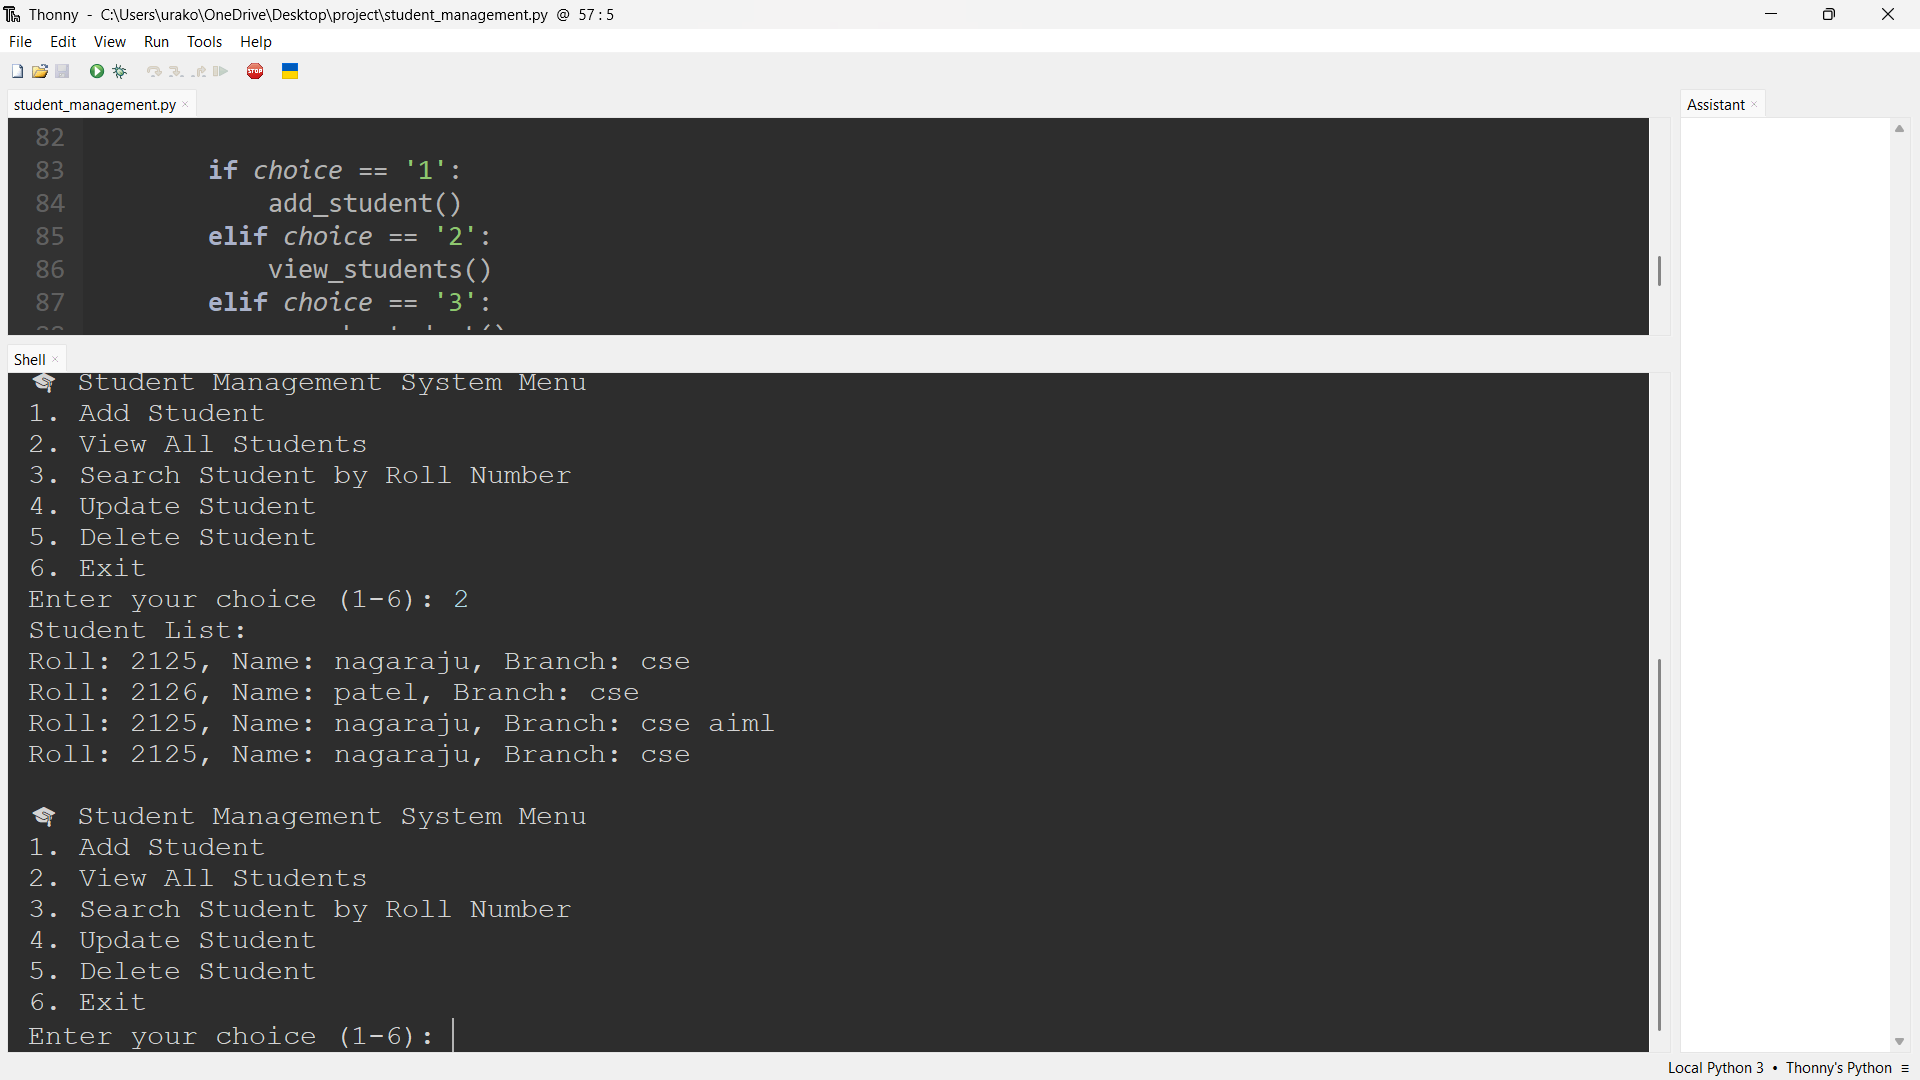 Thonny - C:\Users\urako\OneDrive\Desktop\project\student_management.py @ 57:5
File Edit View Run Tools Help
STOP
student_management.py ×
82
83 if choice == '1':
84 add_student()
85 elif choice == '2':
86 view_students()
87 elif choice == '3':
Shell ×
Student Management System Menu
1. Add Student
2. View All Students
3. Search Student by Roll Number
4. Update Student
5. Delete Student
6. Exit
Enter your choice (1-6): 2
Student List:
Roll: 2125, Name: nagaraju, Branch: cse
Roll: 2126, Name: patel, Branch: cse
Roll: 2125, Name: nagaraju, Branch: cse aiml
Roll: 2125, Name: nagaraju, Branch: cse
Student Management System Menu
1. Add Student
2. View All Students
3. Search Student by Roll Number
4. Update Student
5. Delete Student
6. Exit
Enter your choice (1-6):
Assistant ×
Local Python 3 • Thonny's Python ≡